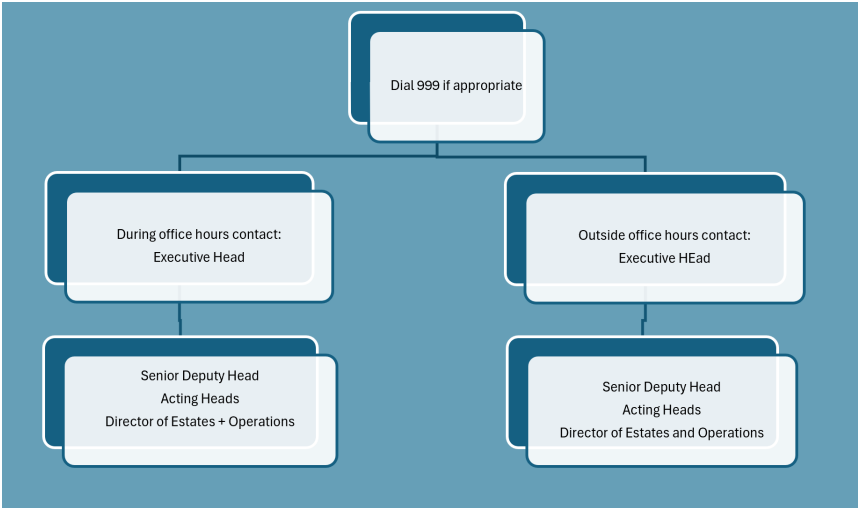 Dial 999 if appropriate
During office hours contact:
Executive Head
Outside office hours contact:
Executive HEad
Senior Deputy Head
Acting Heads
Director of Estates + Operations
Senior Deputy Head
Acting Heads
Director of Estates and Operations